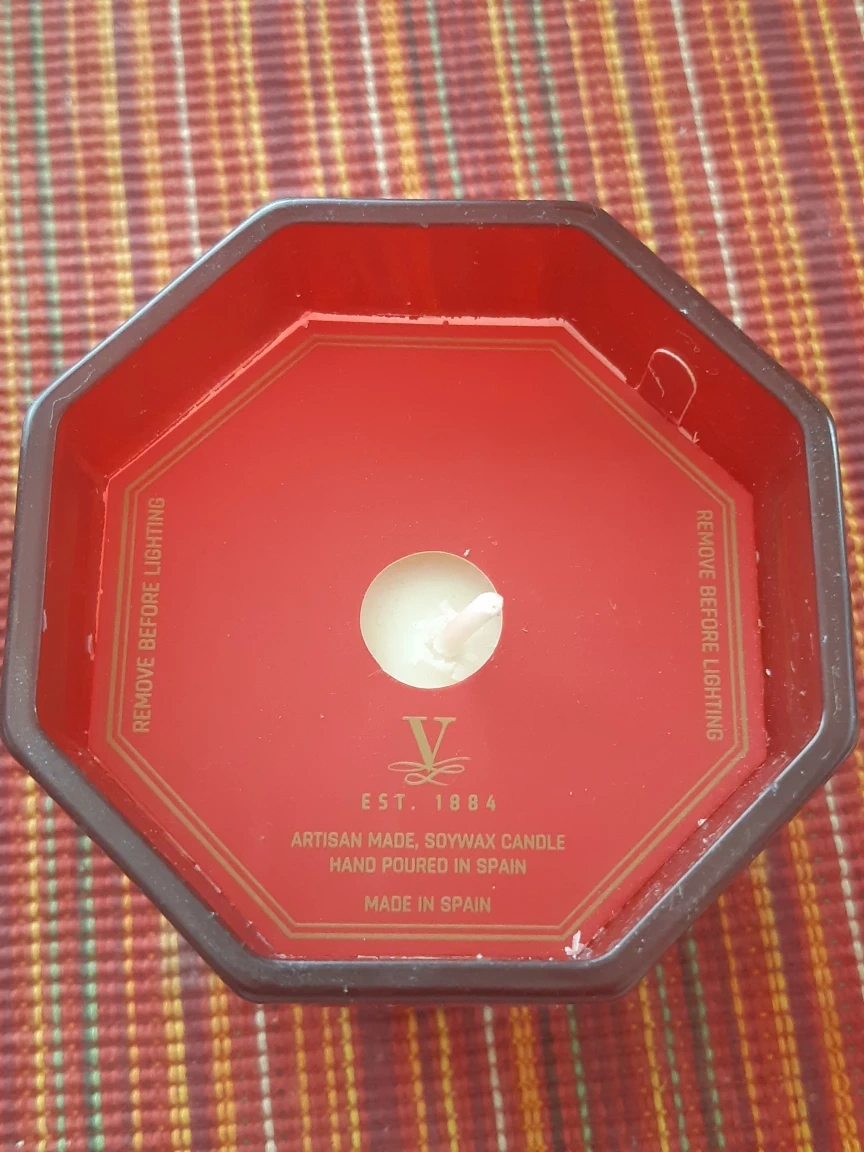 REMOVE BEFORE LIGHTING
REMOVE BEFORE LIGHTING
V
EST. 1884
ARTISAN MADE, SOYWAX CANDLE
HAND POURED IN SPAIN
MADE IN SPAIN